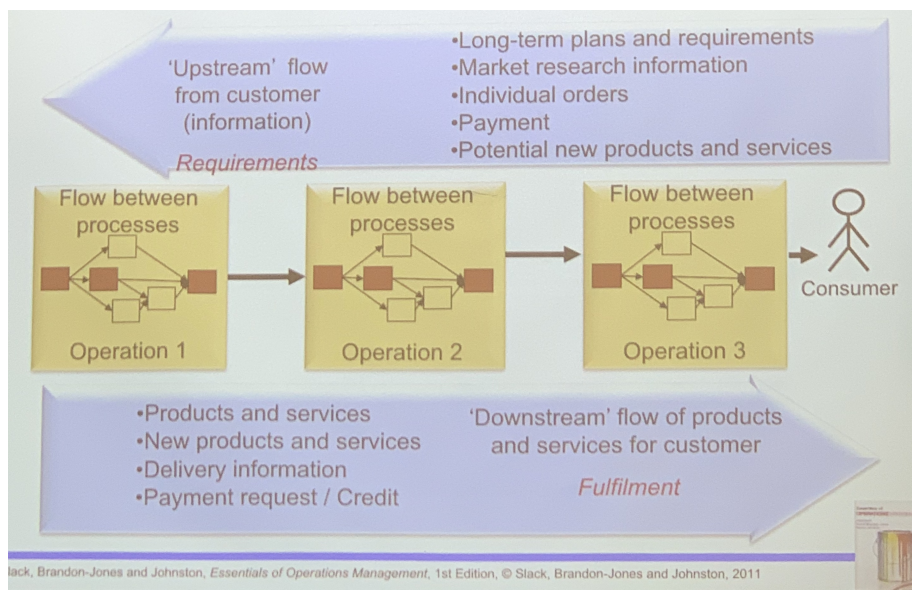 'Upstream' flow
from customer
(information)
Requirements
•Long-term plans and requirements
•Market research information
•Individual orders
•Payment
•Potential new products and services
Flow between
processes
Operation 1
Flow between
processes
Operation 2
Flow between
processes
Operation 3
Consumer
•Products and services
•New products and services
•Delivery information
•Payment request / Credit
'Downstream' flow of products
and services for customer
Fulfilment
lack, Brandon-Jones and Johnston, Essentials of Operations Management, 1st Edition, © Slack, Brandon-Jones and Johnston, 2011